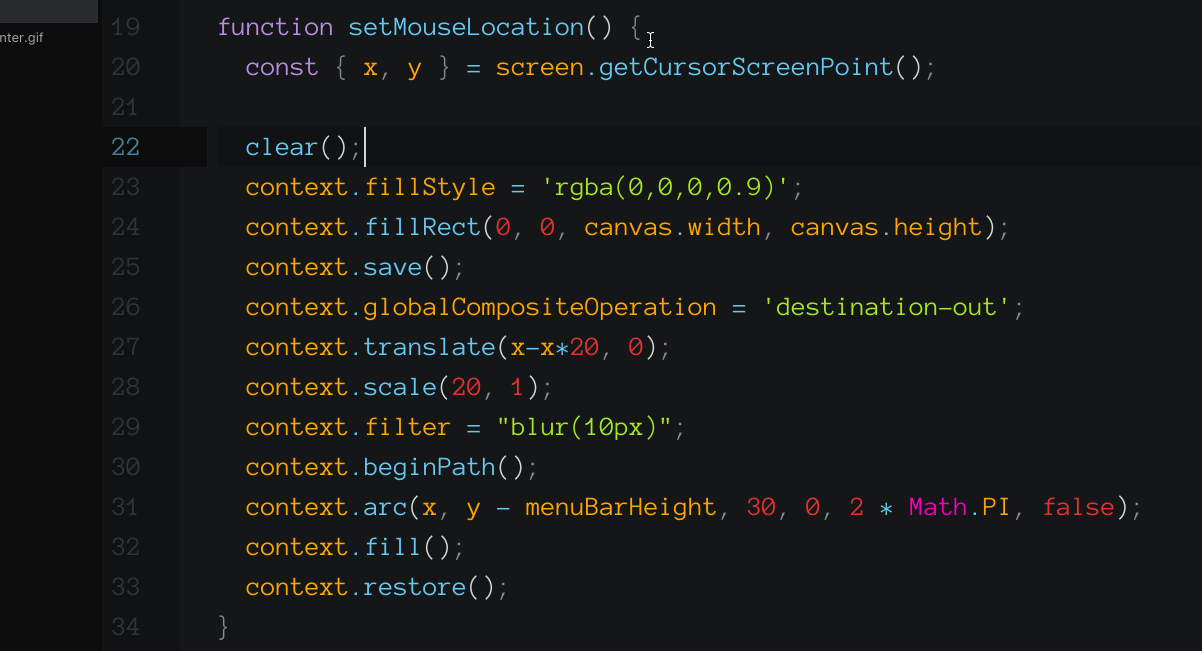 nter.gif
19 function setMouseLocation() {
20 const { x, y } = screen.getCursorScreenPoint();
21
22 clear();
23 context.fillStyle = 'rgba(0,0,0,0.9)';
24 context.fillRect(0, 0, canvas.width, canvas.height);
25 context.save();
26 context.globalCompositeOperation = 'destination-out';
27 context.translate(x-x*20, 0);
28 context.scale(20, 1);
29 context.filter = "blur(10px)";
30 context.beginPath();
31 context.arc(x, y - menuBarHeight, 30, 0, 2 * Math.PI, false);
32 context.fill();
33 context.restore();
34 }